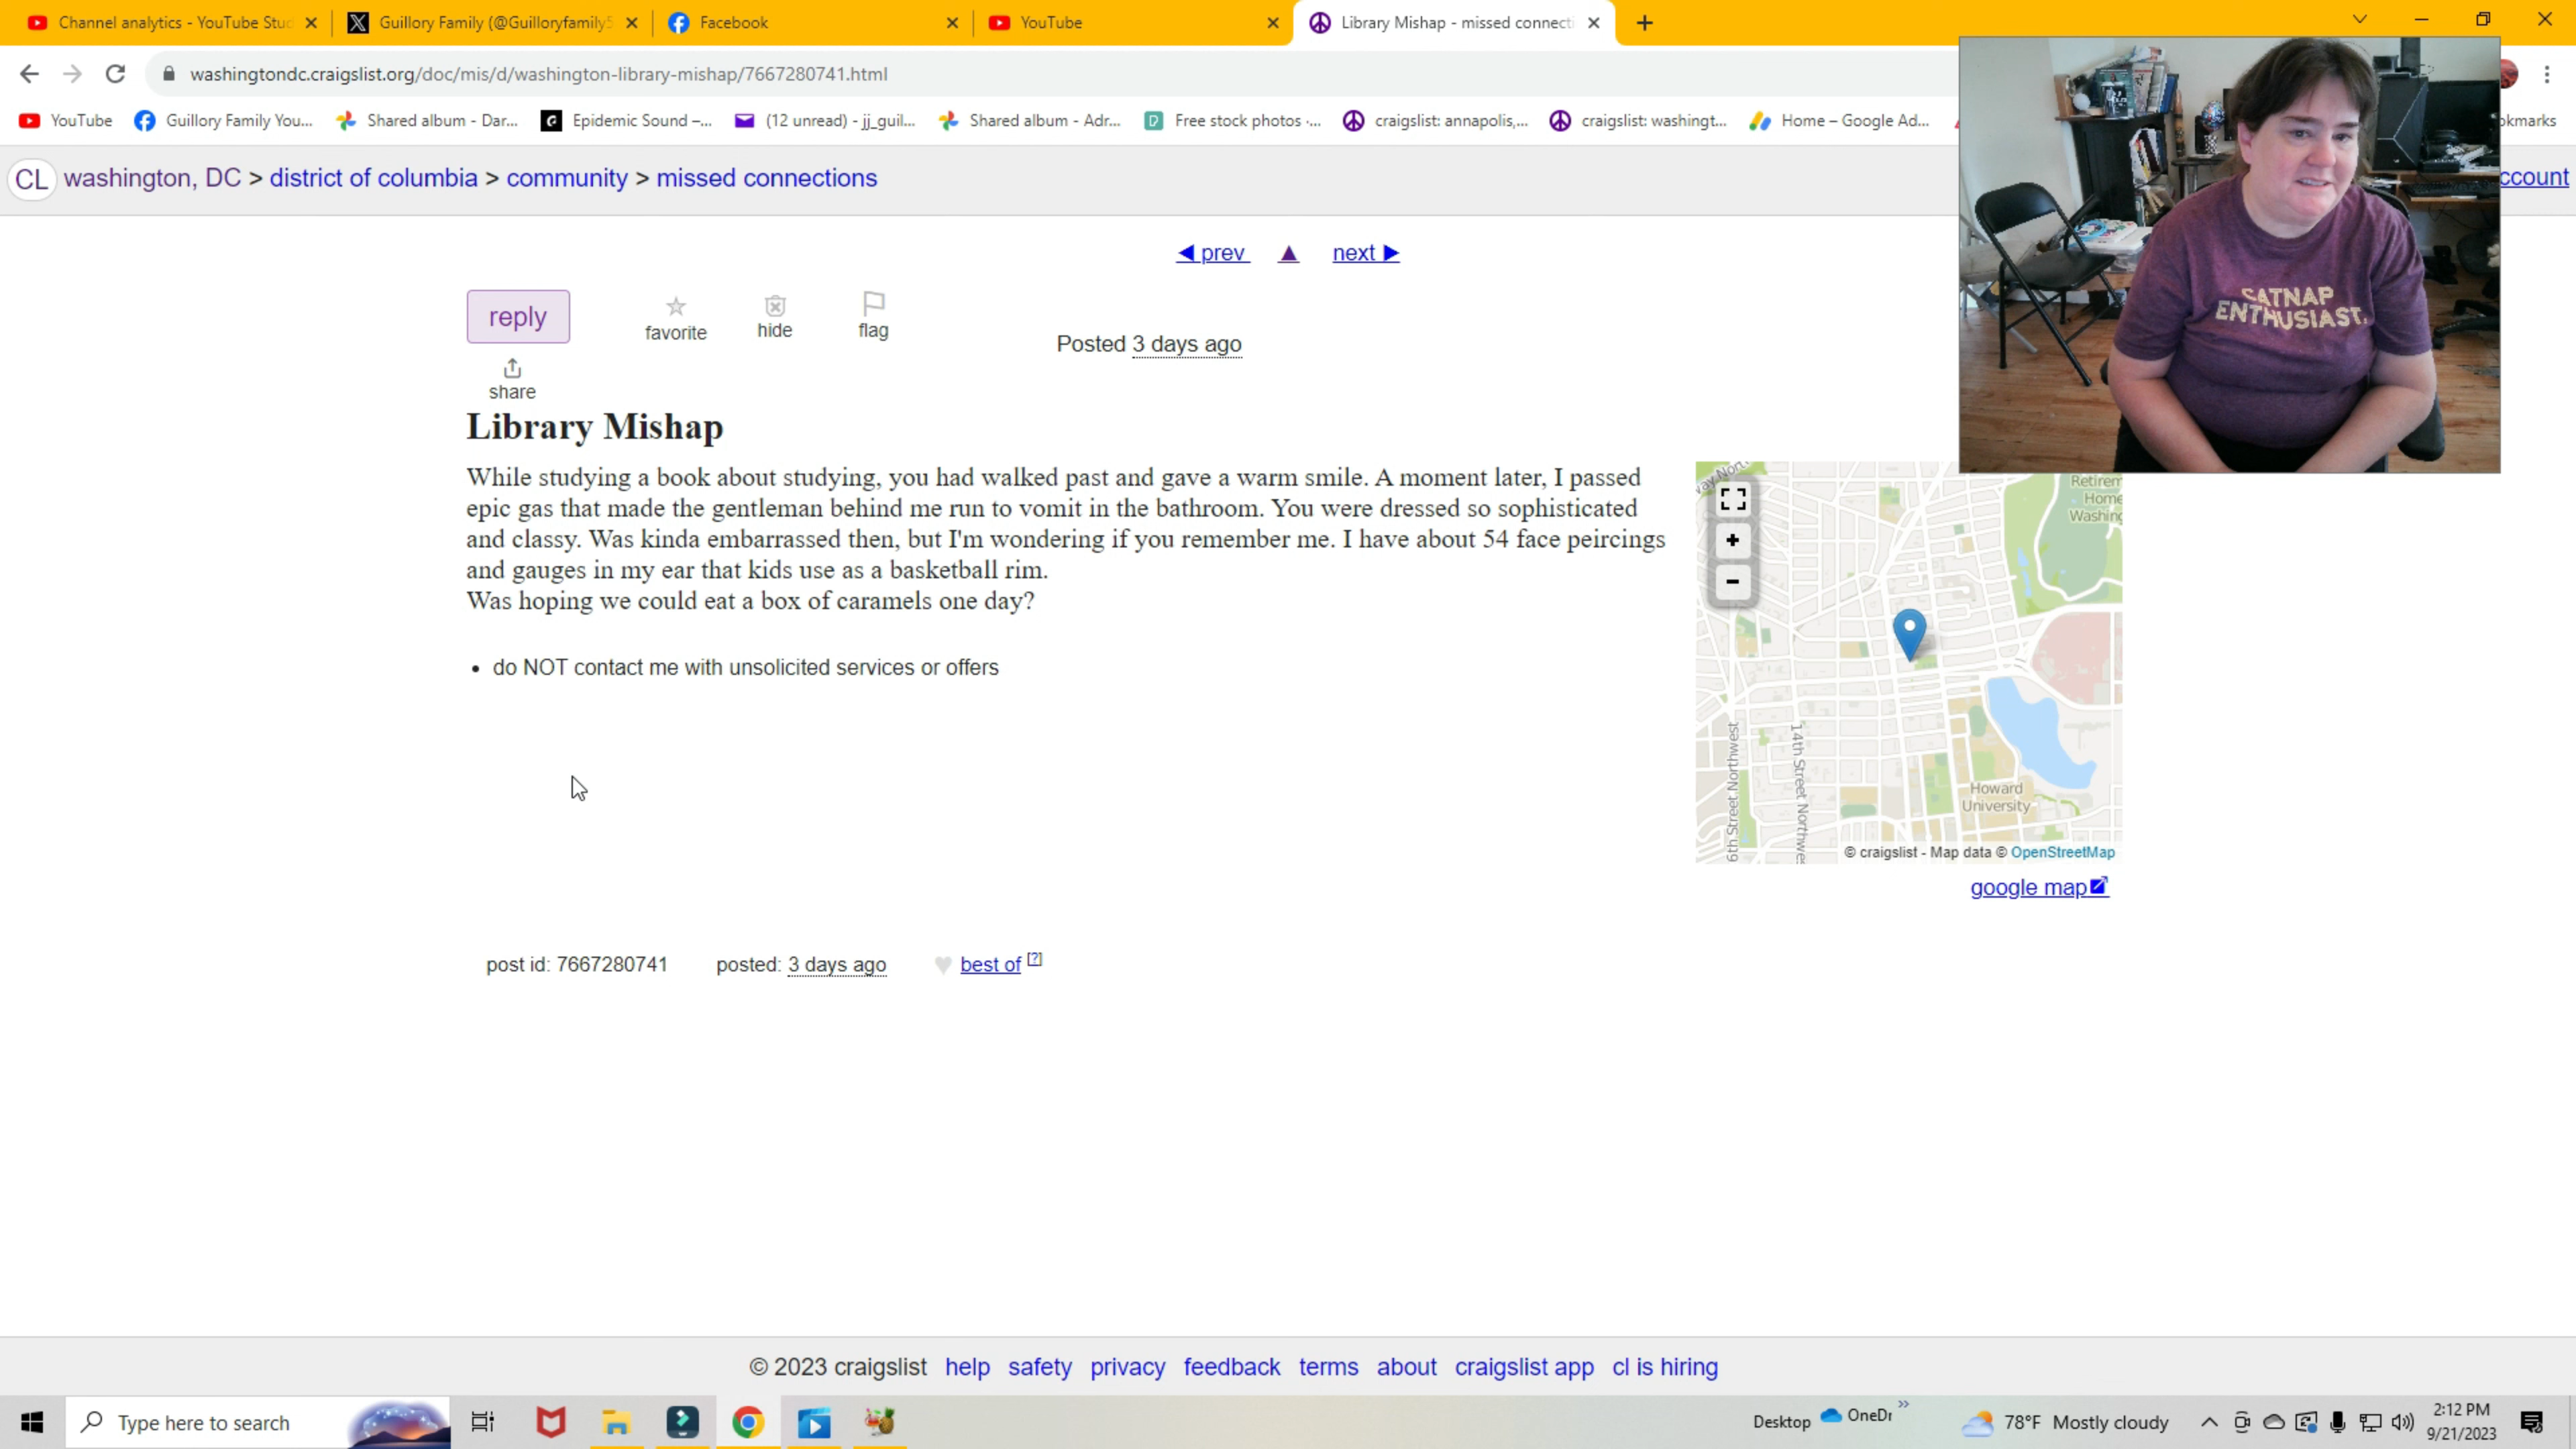 Channel analytics - YouTube Stud
Guillory Family (@Guilloryfamily5
Facebook
YouTube
Library Mishap - missed connecti
washingtondc.craigslist.org/doc/mis/d/washington-library-mishap/7667280741.html
YouTube
Guillory Family You...
Shared album - Dar...
Epidemic Sound –...
(12 unread) - jj_guil...
Shared album - Adr...
Free stock photos ·...
craigslist: annapolis,...
craigslist: washingt...
Home – Google Ad...
okmarks
CL washington, DC > district of columbia > community > missed connections
ccount
prev
next
reply
favorite
hide
flag
Posted 3 days ago
share
CATNAP
ENTHUSIAST.
Library Mishap
While studying a book about studying, you had walked past and gave a warm smile. A moment later, I passed
epic gas that made the gentleman behind me run to vomit in the bathroom. You were dressed so sophisticated
and classy. Was kinda embarrassed then, but I'm wondering if you remember me. I have about 54 face peircings
and gauges in my ear that kids use as a basketball rim.
Was hoping we could eat a box of caramels one day?
• do NOT contact me with unsolicited services or offers
way North
Retirem
Home
Washing
+
-
6th Street Northwest
14th Street Northwes
Howard
University
© craigslist - Map data © OpenStreetMap
google map
post id: 7667280741
posted: 3 days ago
best of [?]
© 2023 craigslist help safety privacy feedback terms about craigslist app cl is hiring
Type here to search
Desktop
OneDr
78°F Mostly cloudy
2:12 PM
9/21/2023